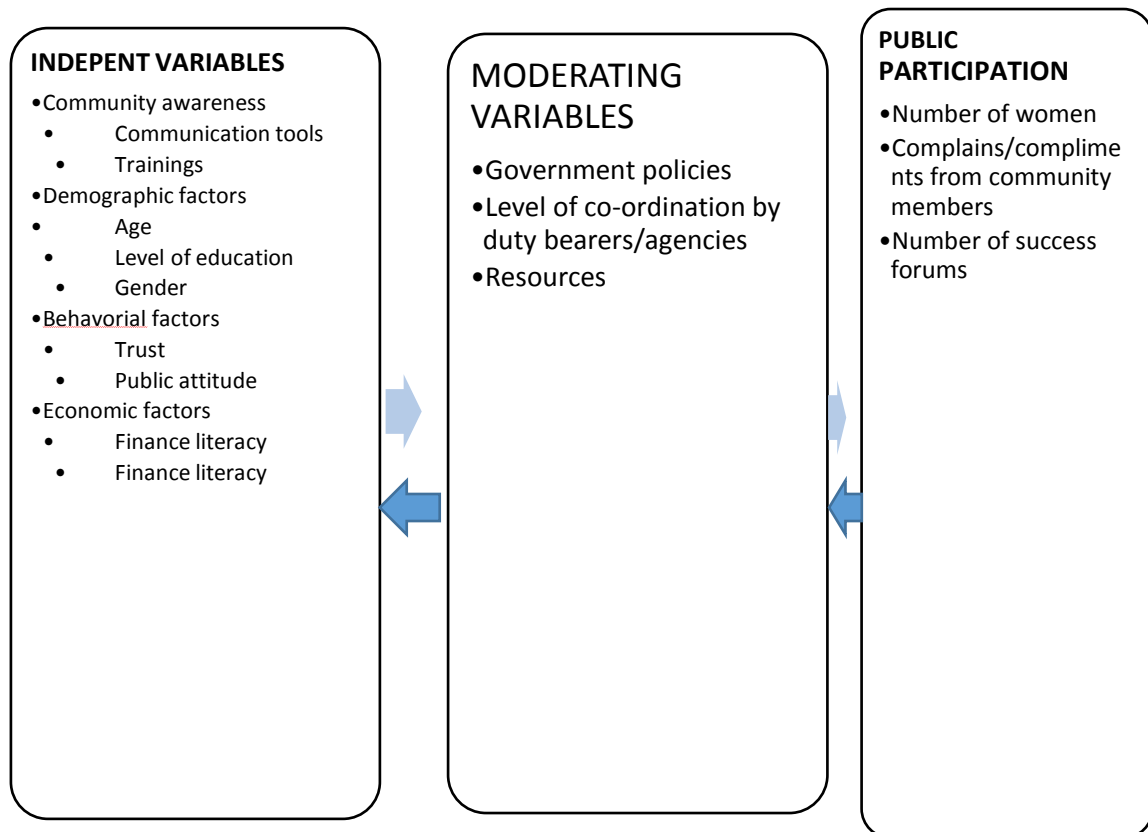 INDEPENT VARIABLES
•Community awareness
• Communication tools
• Trainings
•Demographic factors
• Age
• Level of education
• Gender
•Behavorial factors
• Trust
• Public attitude
•Economic factors
• Finance literacy
• Finance literacy
MODERATING
VARIABLES
•Government policies
•Level of co-ordination by
duty bearers/agencies
•Resources
PUBLIC
PARTICIPATION
•Number of women
•Complains/complime
nts from community
members
•Number of success
forums